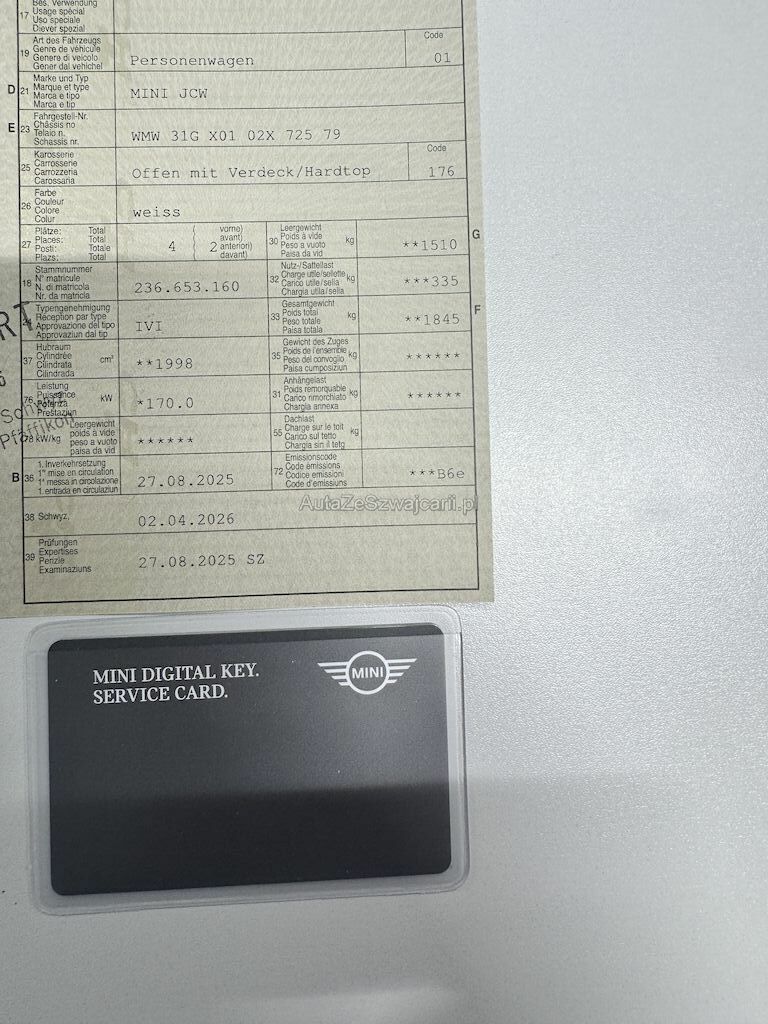 Bes. Verwendung
17 Usage spécial
Uso speciale
Diever spezial
Art des Fahrzeugs
Code
19 Genre de véhicule
Genere di veicolo
Personenwagen
01
Gener dal vehichel
Marke und Typ
D 21 Marque et type
MINI JCW
Marca e tipo
Marca e tip
Fahrgestell-Nr.
E 23 Châssis no
Telaio n.
WMW 31G X01 02X 725 79
Schassis nr.
Karosserie
Code
25 Carrosserie
Carrozzeria
Offen mit Verdeck/Hardtop
176
Carossaria
Farbe
26 Couleur
Colore
weiss
Colur
Plätze: Total
vorne)
Leergewicht
G
27 Places: Total
4
2
avant)
30 Poids à vide
kg
**1510
Posti: Totale
anteriori)
Peso a vuoto
Plazs: Total
davant)
Paisa da vid
Stammnummer
Nutz-/Sattellast
18 N° matricule
32 Charge utile/sellette
kg
***335
N. di matricola
236.653.160
Carico utile/sella
Nr. da matricla
Chargia utila/sella
Typengenehmigung
Gesamtgewicht
F
Réception par type
33 Poids total
kg
**1845
Approvazione del tipo
IVI
Peso totale
Approvaziun dal tip
Paisa totala
Hubraum
Gewicht des Zuges
37 Cylindrée
cm³
35 Poids de l'ensemble
kg
******
Cilindrata
**1998
Peso del convoglio
Cilindrada
Paisa cumposiziun
Leistung
Anhängelast
76 Puissance
kW
31 Poids remorquable
kg
******
Potenza
*170.0
Carico rimorchiato
Prestaziun
Chargia annexa
Leergewicht
Dachlast
78 kW/kg
poids à vide
55 Charge sur le toit
kg
peso a vuoto
******
Carico sul tetto
paisa da vid
Chargia sin il tetg
1. Inverkehrsetzung
Emissionscode
B 36 1re mise en circulation
72 Code émissions
***B6e
1a messa in circolazione
27.08.2025
Codice emissioni
1. entrada en circulaziun
Code d'emissiuns
AutaZeSzwajcarii.pl
38 Schwyz,
02.04.2026
Prüfungen
39 Expertises
27.08.2025 SZ
Perizie
Examinaziuns
Pfäffikon
MINI DIGITAL KEY.
SERVICE CARD.
MINI